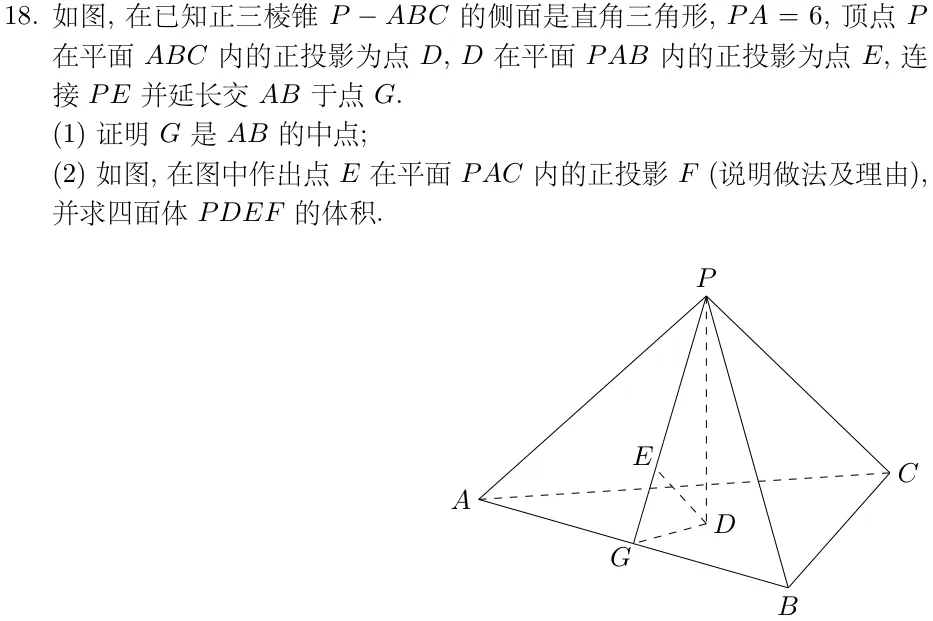 18. 如图, 在已知正三棱锥 P − ABC 的侧面是直角三角形, PA = 6, 顶点 P
在平面 ABC 内的正投影为点 D, D 在平面 PAB 内的正投影为点 E, 连
接 PE 并延长交 AB 于点 G.
(1) 证明 G 是 AB 的中点;
(2) 如图, 在图中作出点 E 在平面 PAC 内的正投影 F (说明做法及理由),
并求四面体 PDEF 的体积.
P
E
C
A
D
G
B